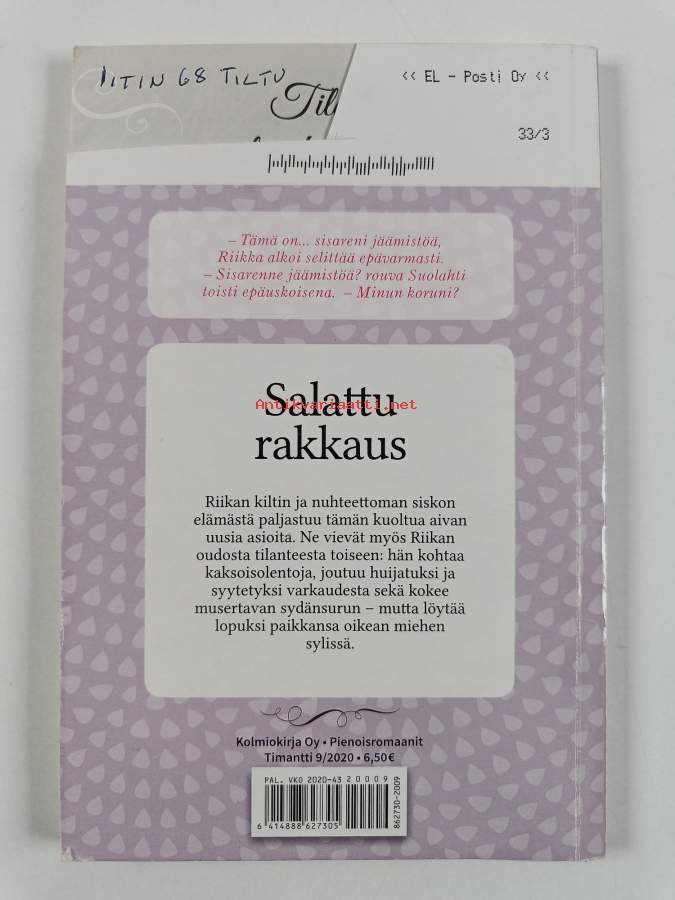 IITIN 68 TILTU
<< EL - Posti Oy <<
Til
33/3
– Tämä on... sisareni jäämistöä,
Riikka alkoi selittää epävarmasti.
– Sisarenne jäämistöä? rouva Suolahti
toisti epäuskoisena. – Minun koruni?
Salattu
Antikvariaatti.net
rakkaus
Riikan kiltin ja nuhteettoman siskon
elämästä paljastuu tämän kuoltua aivan
uusia asioita. Ne vievät myös Riikan
oudosta tilanteesta toiseen: hän kohtaa
kaksoisolentoja, joutuu huijatuksi ja
syytetyksi varkaudesta sekä kokee
musertavan sydänsurun – mutta löytää
lopuksi paikkansa oikean miehen
sylissä.
Kolmiokirja Oy • Pienoisromaanit
Timantti 9/2020 • 6,50€
PAL. VKO 2020-43 20009
6 414888 627305
862730-2009